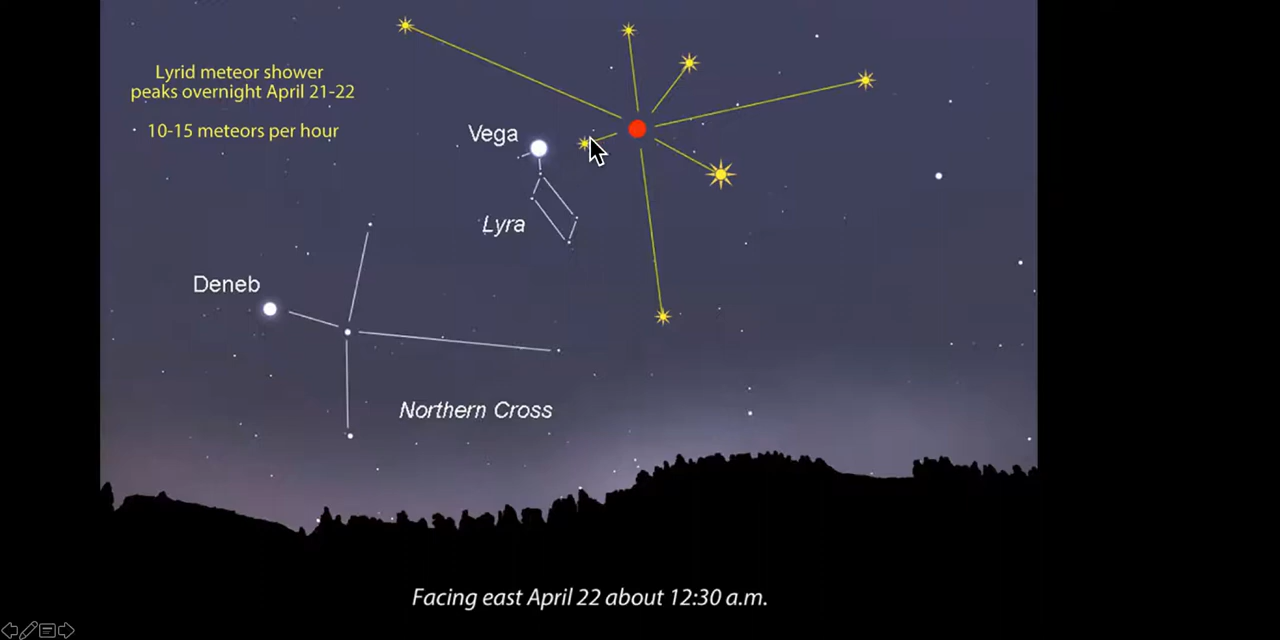 Lyrid meteor shower
peaks overnight April 21-22
10-15 meteors per hour
Vega
Lyra
Deneb
Northern Cross
Facing east April 22 about 12:30 a.m.